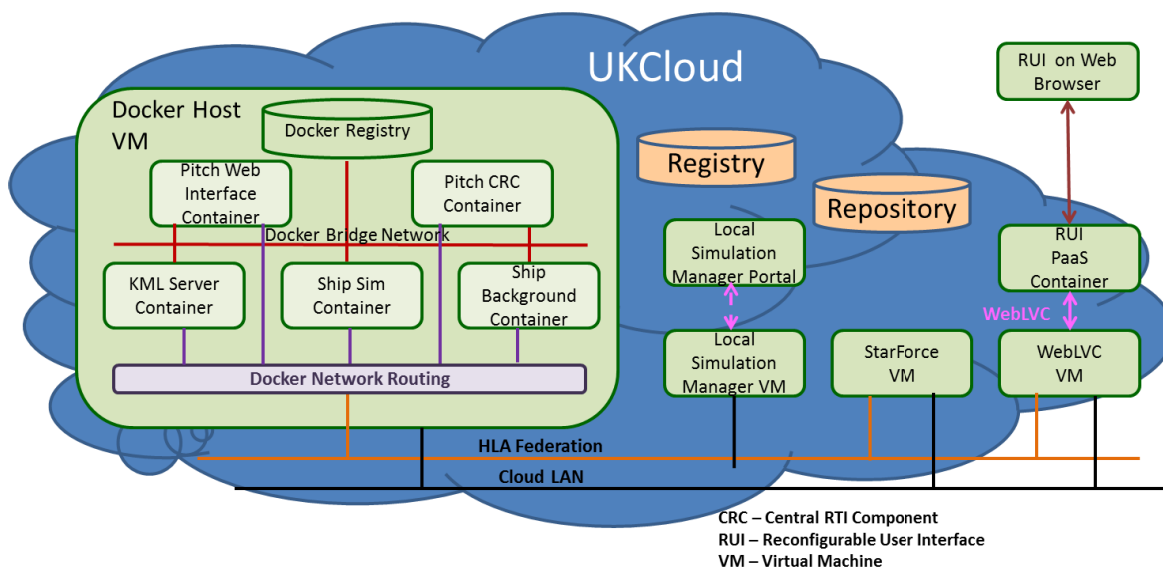 UKCloud
RUI on Web
Browser
Docker Host
VM
Docker Registry
Registry
Repository
Pitch Web
Interface
Container
Pitch CRC
Container
Docker Bridge Network
Local
Simulation
Manager Portal
RUI
PaaS
Container
KML Server
Container
Ship Sim
Container
Ship
Background
Container
WebLVC
Local
Simulation
Manager VM
StarForce
VM
WebLVC
VM
Docker Network Routing
HLA Federation
Cloud LAN
CRC – Central RTI Component
RUI – Reconfigurable User Interface
VM – Virtual Machine